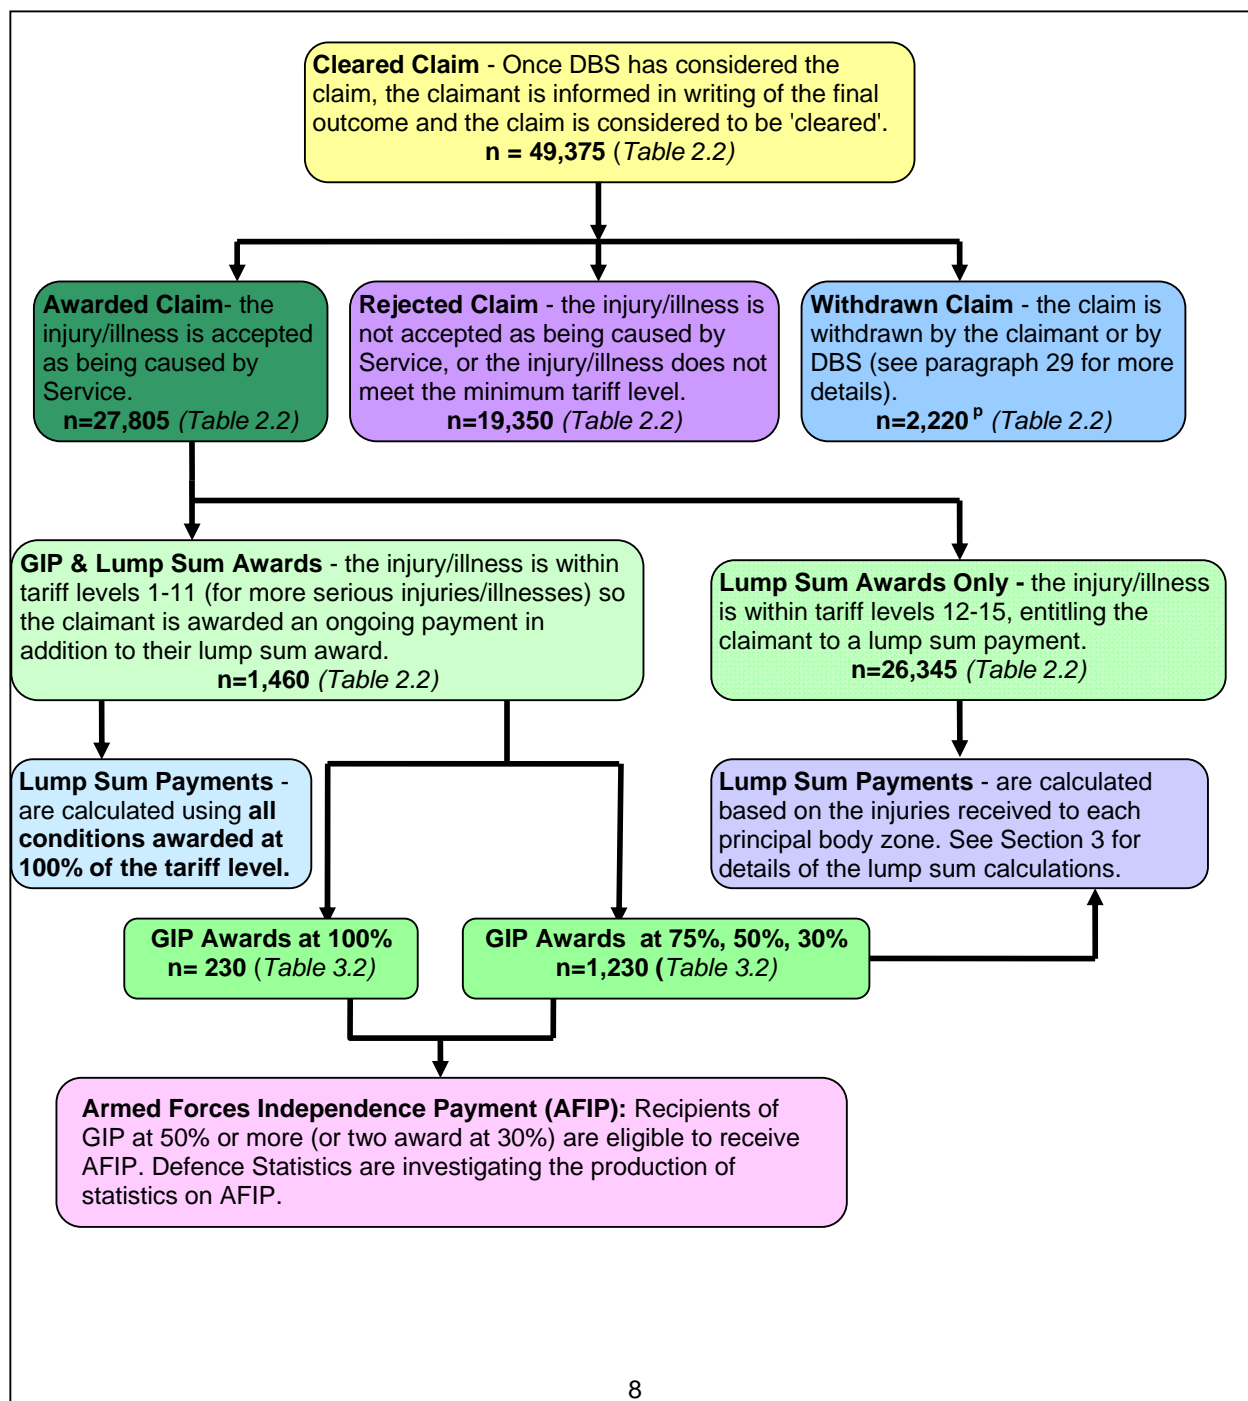 Cleared Claim - Once DBS has considered the
claim, the claimant is informed in writing of the final
outcome and the claim is considered to be 'cleared'.
n = 49,375 (Table 2.2)
Awarded Claim- the
injury/illness is accepted
as being caused by
Service.
n=27,805 (Table 2.2)
Rejected Claim - the injury/illness is
not accepted as being caused by
Service, or the injury/illness does not
meet the minimum tariff level.
n=19,350 (Table 2.2)
Withdrawn Claim - the claim is
withdrawn by the claimant or by
DBS (see paragraph 29 for more
details).
n=2,220 p (Table 2.2)
GIP & Lump Sum Awards - the injury/illness is within
tariff levels 1-11 (for more serious injuries/illnesses) so
the claimant is awarded an ongoing payment in
addition to their lump sum award.
n=1,460 (Table 2.2)
Lump Sum Awards Only - the injury/illness
is within tariff levels 12-15, entitling the
claimant to a lump sum payment.
n=26,345 (Table 2.2)
Lump Sum Payments -
are calculated using all
conditions awarded at
100% of the tariff level.
Lump Sum Payments - are calculated
based on the injuries received to each
principal body zone. See Section 3 for
details of the lump sum calculations.
GIP Awards at 100%
n= 230 (Table 3.2)
GIP Awards at 75%, 50%, 30%
n=1,230 (Table 3.2)
Armed Forces Independence Payment (AFIP): Recipients of
GIP at 50% or more (or two award at 30%) are eligible to receive
AFIP. Defence Statistics are investigating the production of
statistics on AFIP.
8